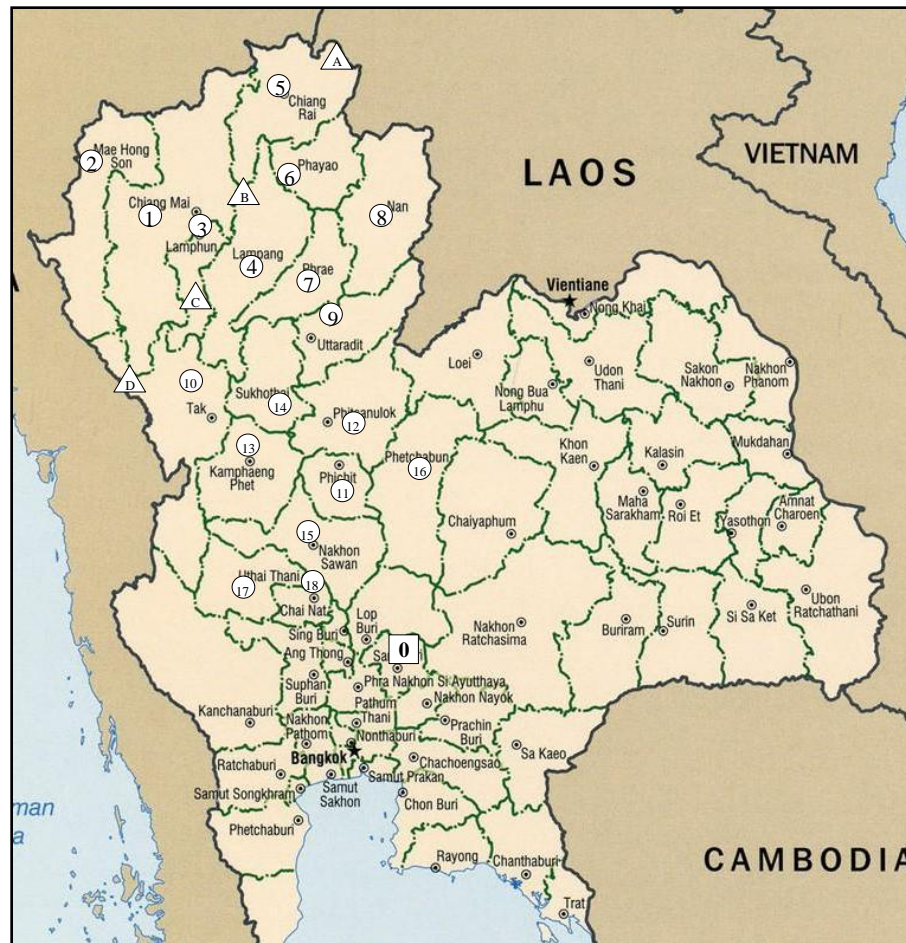 A
5
Chiang
Rai
Mae Hong
Son
2
LAOS
VIETNAM
Phayao
6
B
Chiang Mai
1
3
Lamphun
Nan
8
Lampang
4
Phrae
7
C
9
Vientiane
Nong Khai
Uttaradit
Loei
Udon
Thani
Sakon
Nakhon
Nakhon
Phanom
Nong Bua
Lamphu
D
10
Tak
Sukhothai
14
Phitsanulok
12
13
Kamphaeng
Phet
Phichit
11
Phetchabun
16
Khon
Kaen
Kalasin
Mukdahan
Maha
Sarakham
Roi Et
Yasothon
Amnat
Charoen
Chaiyaphum
15
Nakhon
Sawan
Uthai Thani
17
18
Chai Nat
Sing Buri
Lop
Buri
Ang Thong
0
Nakhon
Ratchasima
Buriram
Surin
Si Sa Ket
Ubon
Ratchathani
Suphan
Buri
Phra Nakhon Si Ayutthaya
Pathum
Thani
Nakhon Nayok
Kanchanaburi
Nakhon
Pathom
Nonthaburi
Prachin
Buri
Bangkok
Sa Kaeo
Ratchaburi
Samut Prakan
Chachoengsao
Samut Songkhram
Samut
Sakhon
Chon Buri
Phetchaburi
Rayong
Chanthaburi
Trat
CAMBODIA